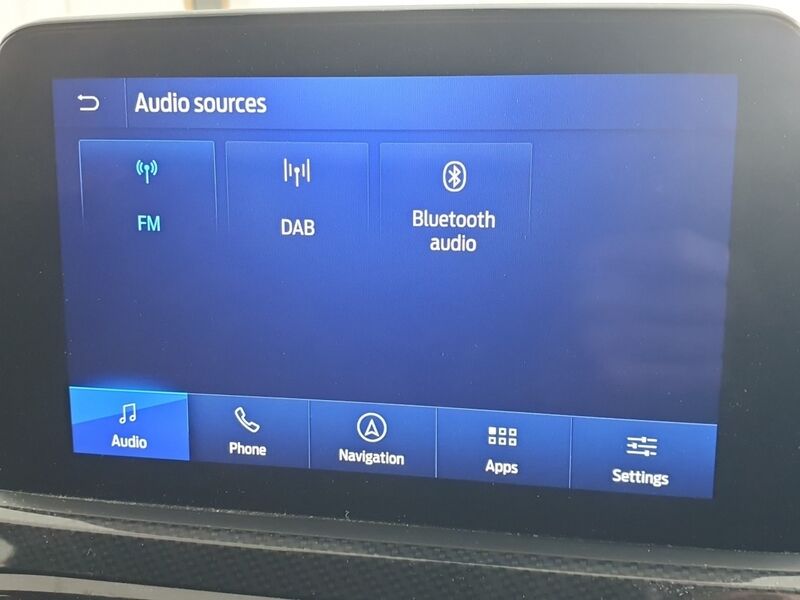 Audio sources
FM
DAB
Bluetooth
audio
Audio
Phone
Navigation
Apps
Settings